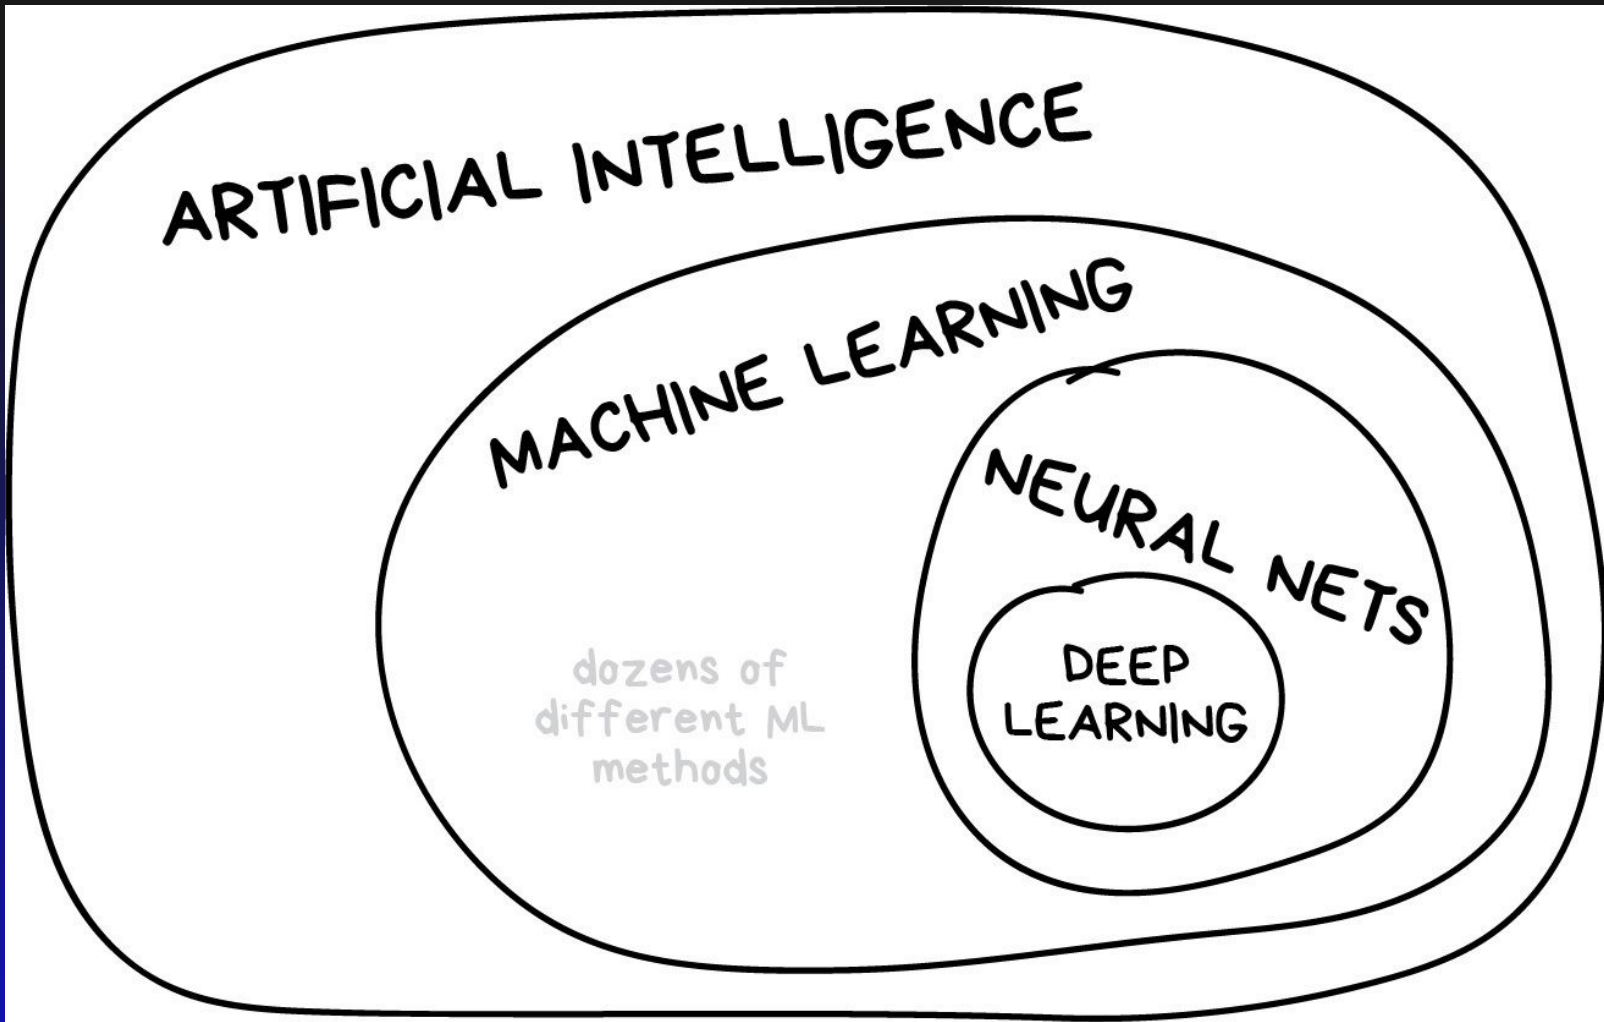 ARTIFICIAL INTELLIGENCE
MACHINE LEARNING
NEURAL NETS
DEEP
LEARNING
dozens of
different ML
methods